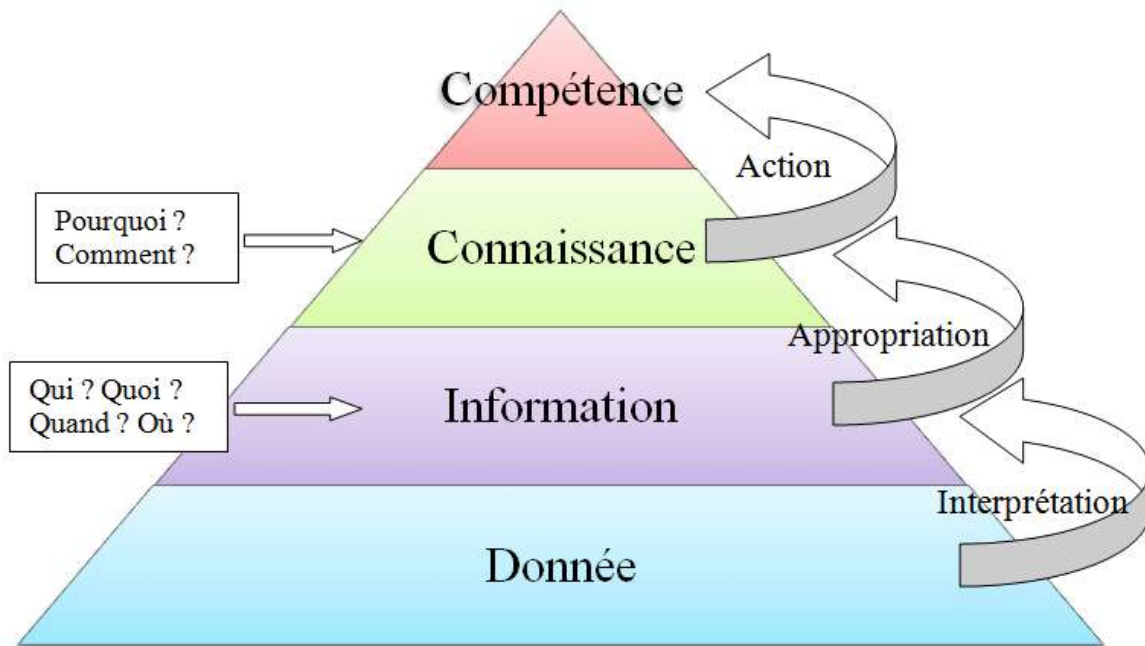 Compétence
Action
Pourquoi ?
Comment ?
Connaissance
Appropriation
Qui ? Quoi ?
Quand ? Où ?
Information
Interprétation
Donnée